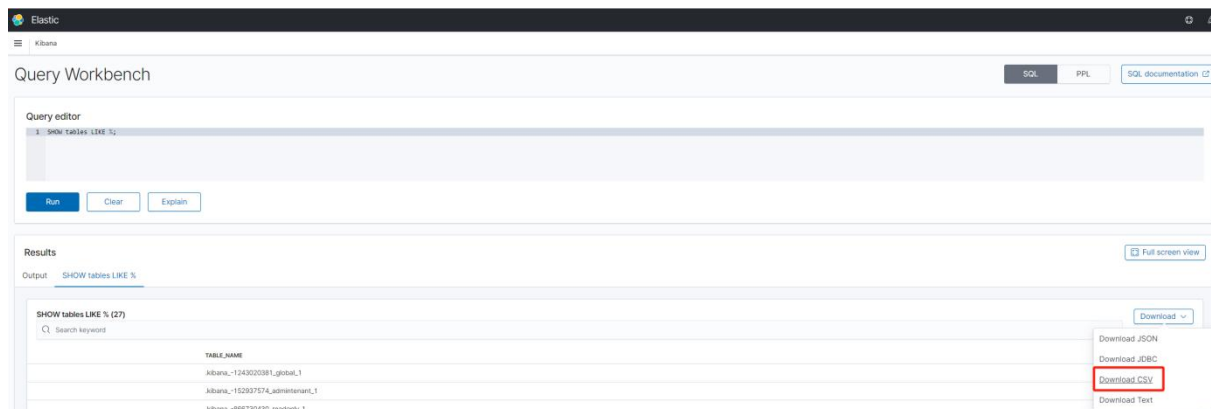 Elastic
Kibana
Query Workbench
SQL
PPL
SQL documentation
Query editor
1 SHOW tables LIKE %;
Run
Clear
Explain
Results
Full screen view
Output
SHOW tables LIKE %
SHOW tables LIKE % (27)
Download
Search keyword
Download JSON
TABLE_NAME
Download JDBC
.kibana_-1243020381_global_1
Download CSV
.kibana_-152937574_admintenant_1
Download Text